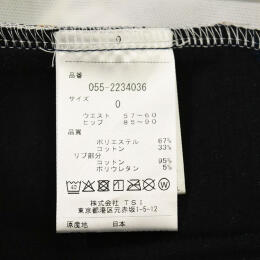 0
品番
055-2234036
サイズ
0
ウエスト 57～60
ヒップ 85～90
品質
ポリエステル 67%
コットン 33%
リブ部分
コットン 95%
ポリウレタン 5%
株式会社 TSI
東京都港区元赤坂1-5-12
原産地 日本